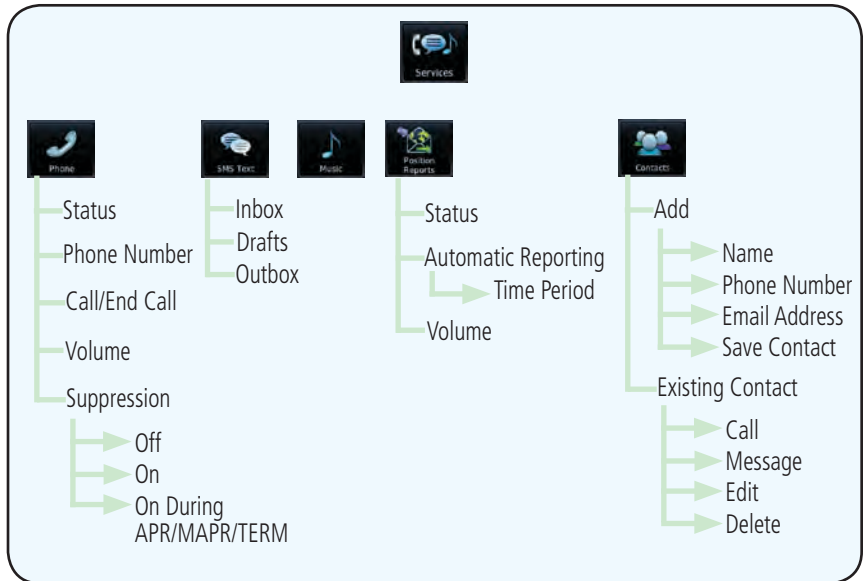 Services
Phone
Status
Phone Number
Call/End Call
Volume
Suppression
Off
On
On During
APR/MAPR/TERM
SMS Text
Inbox
Drafts
Outbox
Music
Position
Reports
Status
Automatic Reporting
Time Period
Volume
Contacts
Add
Name
Phone Number
Email Address
Save Contact
Existing Contact
Call
Message
Edit
Delete